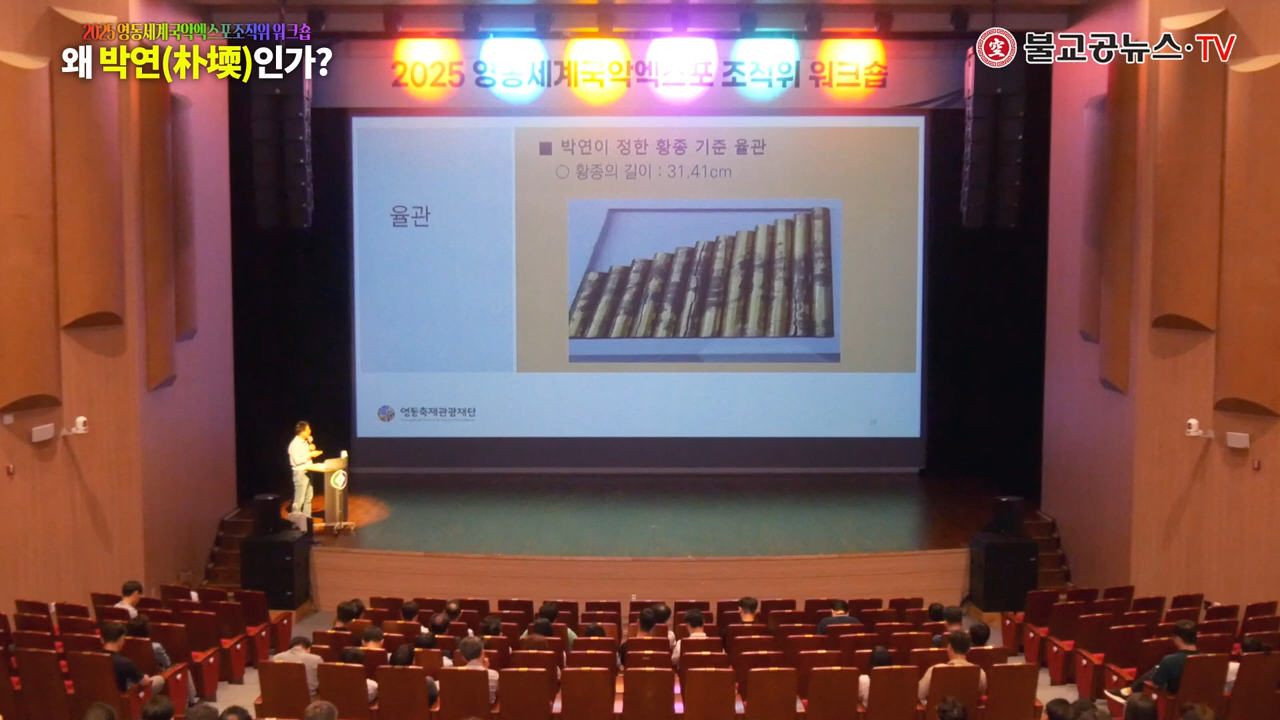 2025 영동세계국악엑스포조직위 워크숍
왜 박연(朴堧)인가?
불교공뉴스·TV
空
2025 영동세계국악엑스포 조직위 워크숍
■ 박연이 정한 황종 기준 율관
○ 황종의 길이 : 31.41cm
율관
영동축제관광재단